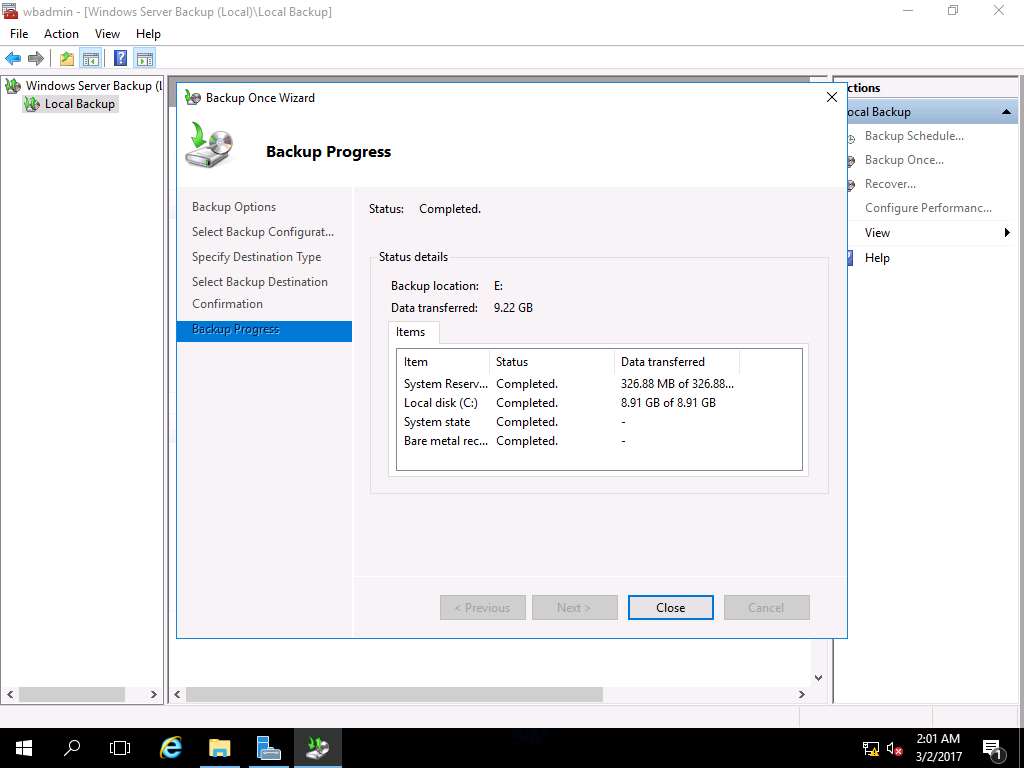 wbadmin - [Windows Server Backup (Local)\Local Backup]
File Action View Help
Windows Server Backup (L
Local Backup
Backup Once Wizard
Backup Progress
Backup Options
Select Backup Configurat...
Specify Destination Type
Select Backup Destination
Confirmation
Backup Progress
Status: Completed.
Status details
Backup location: E:
Data transferred: 9.22 GB
Items
Item Status Data transferred
System Reserv... Completed. 326.88 MB of 326.88...
Local disk (C:) Completed. 8.91 GB of 8.91 GB
System state Completed. -
Bare metal rec... Completed. -
< Previous Next > Close Cancel
ctions
ocal Backup
Backup Schedule...
Backup Once...
Recover...
Configure Performanc...
View
Help
2:01 AM
3/2/2017
1